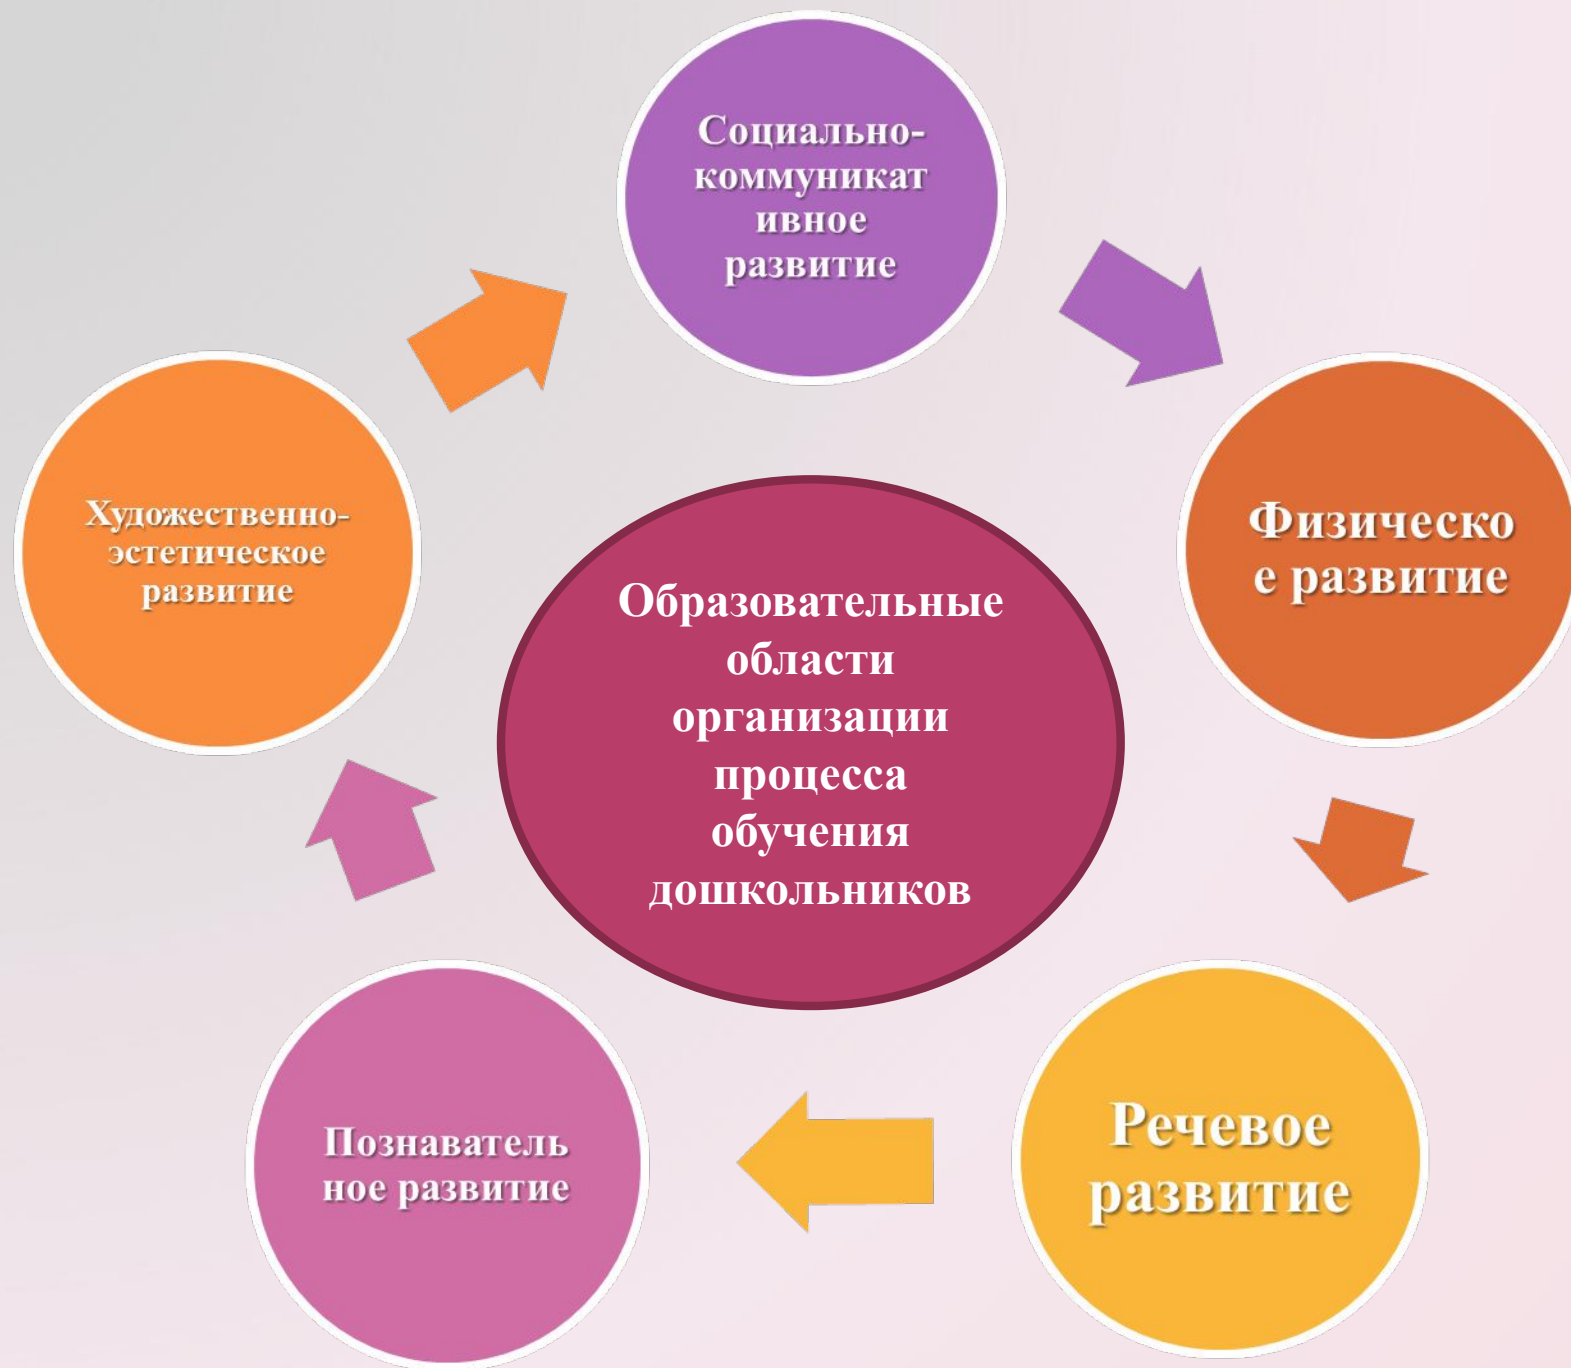 Социально-
коммуникат
ивное
развитие
Физическо
е развитие
Речевое
развитие
Познаватель
ное развитие
Художественно-
эстетическое
развитие
Образовательные
области
организации
процесса
обучения
дошкольников